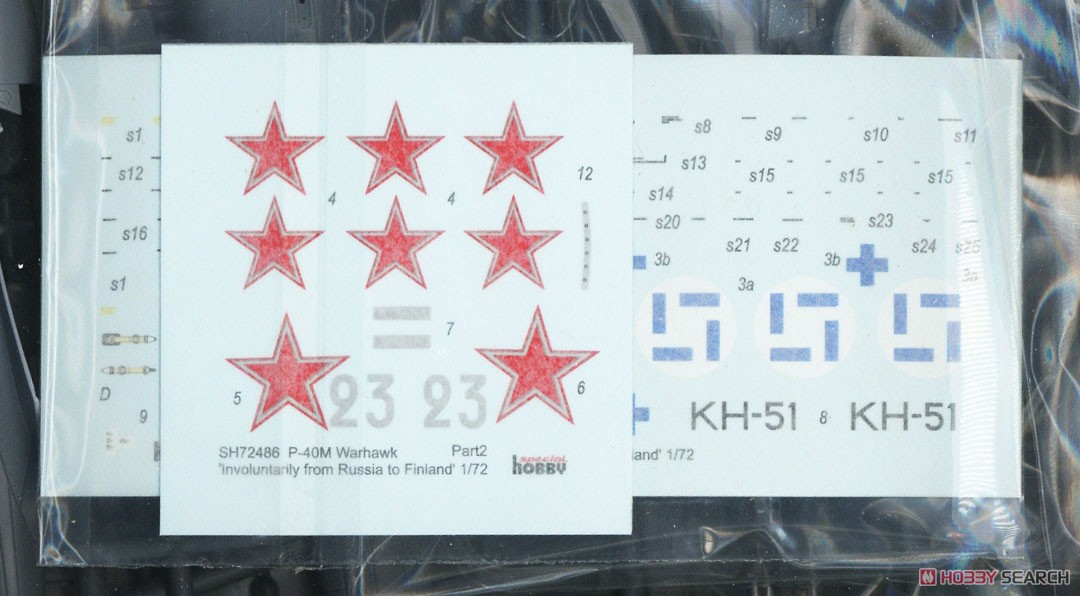 s1
s8
s9
s10
s11
s12
4
4
12
s13
s15
s15
s15
s14
s16
s20
s23
s21
s22
s24
s25
3b
3b
3a
3a
s1
7
5
23
23
6
D
9
KH-51
8
KH-51
SH72486 P-40M Warhawk Part2
'Involuntarily from Russia to Finland' 1/72
special
hobby
land' 1/72
HOBBY SEARCH